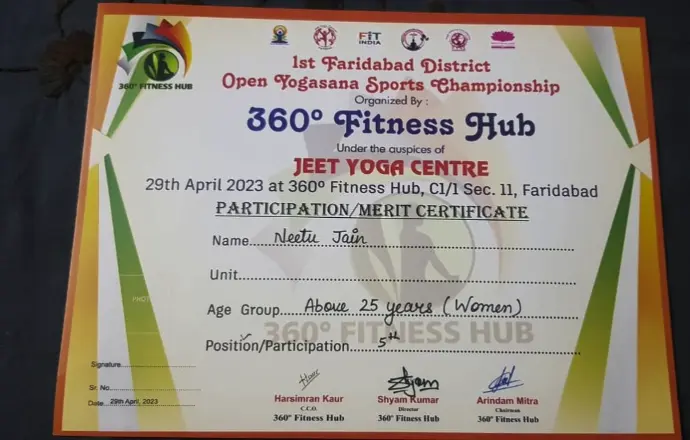 FIT
INDIA
360° FITNESS HUB
1st Faridabad District
Open Yogasana Sports Championship
Organized By :
360° Fitness Hub
Under the auspices of
JEET YOGA CENTRE
29th April 2023 at 360° Fitness Hub, C1/1 Sec. 11, Faridabad
PARTICIPATION/MERIT CERTIFICATE
Name....Neetu Jain....
Unit....
PHOTO
Age Group....Above 25 years (Women)....
360° FITNESS HUB
Position/Participation....5th....
Signature....
Sr. No....
Date....29th April, 2023
Shyam
Harsimran Kaur
C.C.O.
360° Fitness Hub
Shyam Kumar
Director
360° Fitness Hub
Arindam Mitra
Chairman
360° Fitness Hub